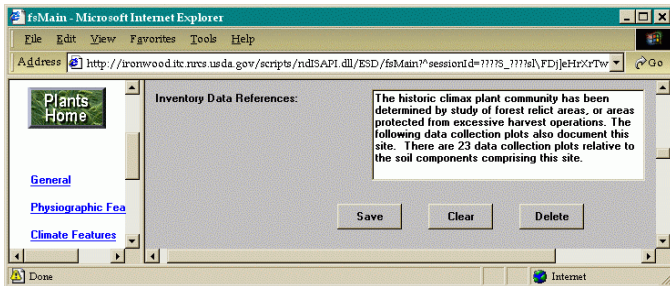 fsMain - Microsoft Internet Explorer
File Edit View Favorites Tools Help
Address http://ironwood.itc.nrcs.usda.gov/scripts/ndISAPI.dll/ESD/fsMain?^sessionId=????S_????sl\FDj]eHrXrTw Go
Plants
Home
General
Physiographic Fea
Climate Features
Inventory Data References:
The historic climax plant community has been
determined by study of forest relict areas, or areas
protected from excessive harvest operations. The
following data collection plots also document this
site. There are 23 data collection plots relative to
the soil components comprising this site.
Save Clear Delete
Done Internet